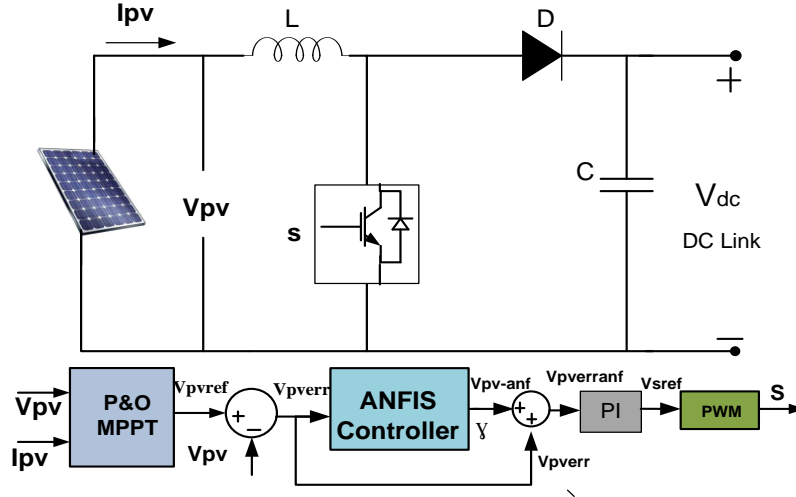 Ipv
L
D
+
Vpv
s
C
Vdc
DC Link
−
Vpv
Ipv
P&O
MPPT
Vpvref
+
−
Vpv
Vpverr
ANFIS
Controller
Vpv-anf
Ɣ
+
+
Vpverr
Vpverranf
PI
Vsref
PWM
S